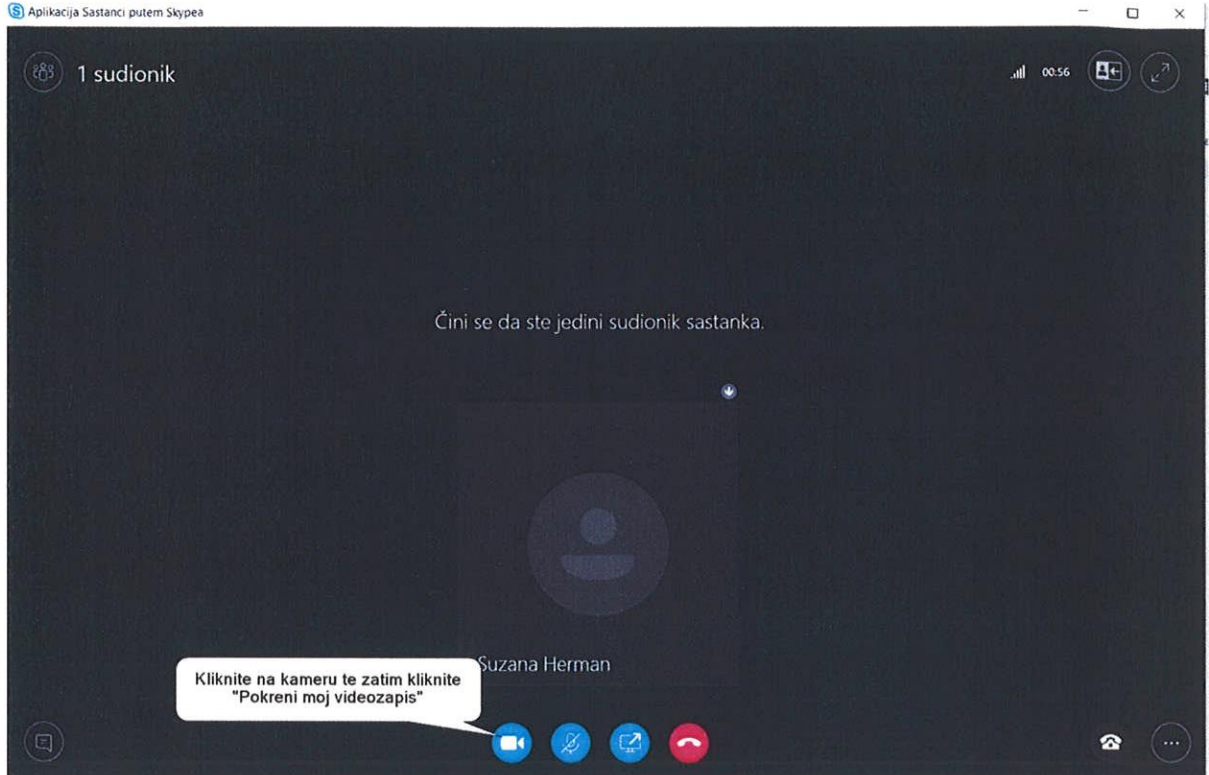 Aplikacija Sastanci putem Skypea
1 sudionik
00:56
Čini se da ste jedini sudionik sastanka.
Suzana Herman
Kliknite na kameru te zatim kliknite
"Pokreni moj videozapis"